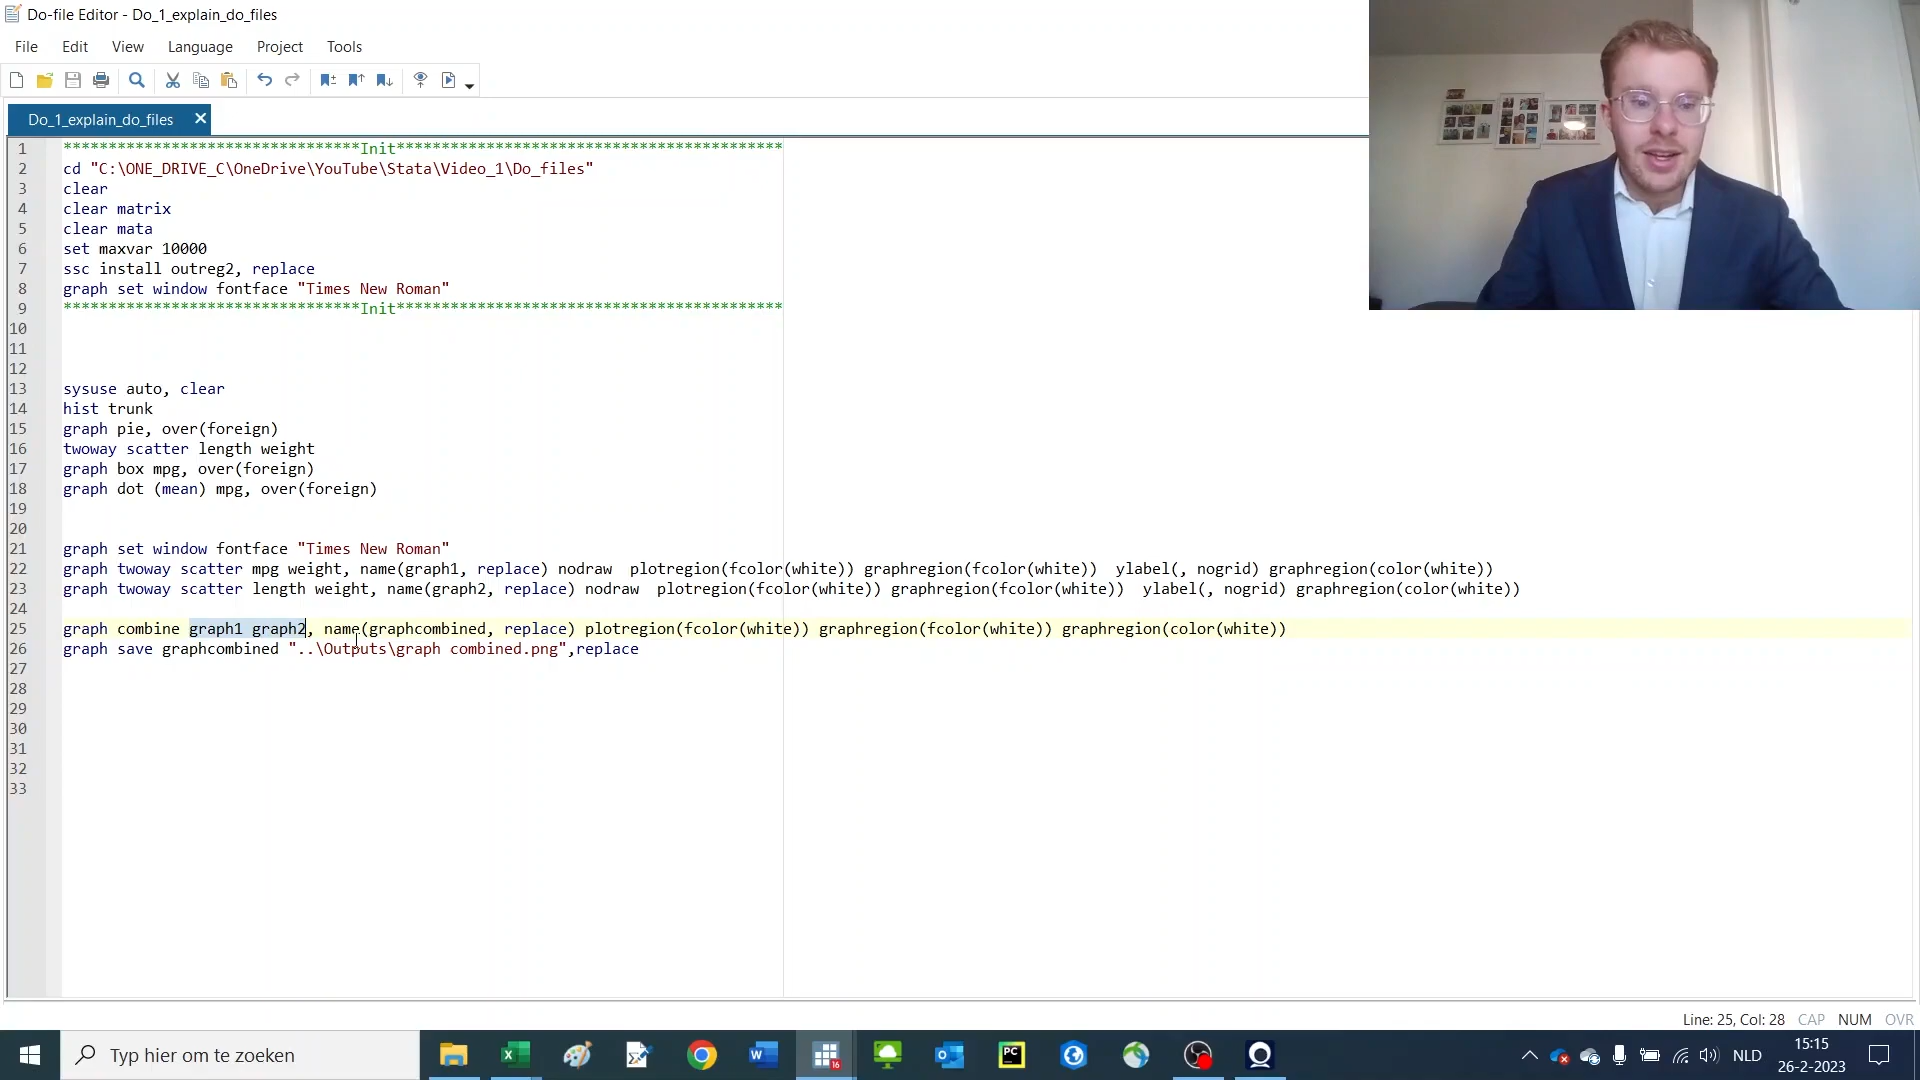 Do-file Editor - Do_1_explain_do_files
File Edit View Language Project Tools
Do_1_explain_do_files
1 *********************************Init*******************************************
2 cd "C:\ONE_DRIVE_C\OneDrive\YouTube\Stata\Video_1\Do_files"
3 clear
4 clear matrix
5 clear mata
6 set maxvar 10000
7 ssc install outreg2, replace
8 graph set window fontface "Times New Roman"
9 *********************************Init*******************************************
10
11
12
13 sysuse auto, clear
14 hist trunk
15 graph pie, over(foreign)
16 twoway scatter length weight
17 graph box mpg, over(foreign)
18 graph dot (mean) mpg, over(foreign)
19
20
21 graph set window fontface "Times New Roman"
22 graph twoway scatter mpg weight, name(graph1, replace) nodraw  plotregion(fcolor(white)) graphregion(fcolor(white))  ylabel(, nogrid) graphregion(color(white))
23 graph twoway scatter length weight, name(graph2, replace) nodraw  plotregion(fcolor(white)) graphregion(fcolor(white))  ylabel(, nogrid) graphregion(color(white))
24
25 graph combine graph1 graph2, name(graphcombined, replace) plotregion(fcolor(white)) graphregion(fcolor(white)) graphregion(color(white))
26 graph save graphcombined "..\Outputs\graph combined.png",replace
27
28
29
30
31
32
33
Line: 25, Col: 28 CAP NUM OVR
Typ hier om te zoeken
16
PC
NLD
15:15
26-2-2023